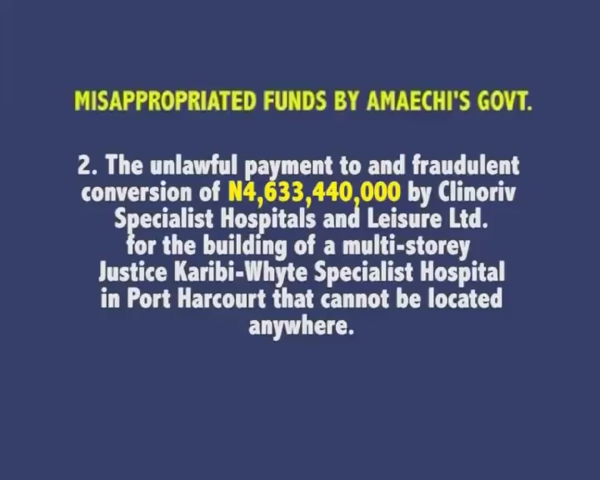 MISAPPROPRIATED FUNDS BY AMAECHI'S GOVT.
2. The unlawful payment to and fraudulent
conversion of N4,633,440,000 by Clinoriv
Specialist Hospitals and Leisure Ltd.
for the building of a multi-storey
Justice Karibi-Whyte Specialist Hospital
in Port Harcourt that cannot be located
anywhere.